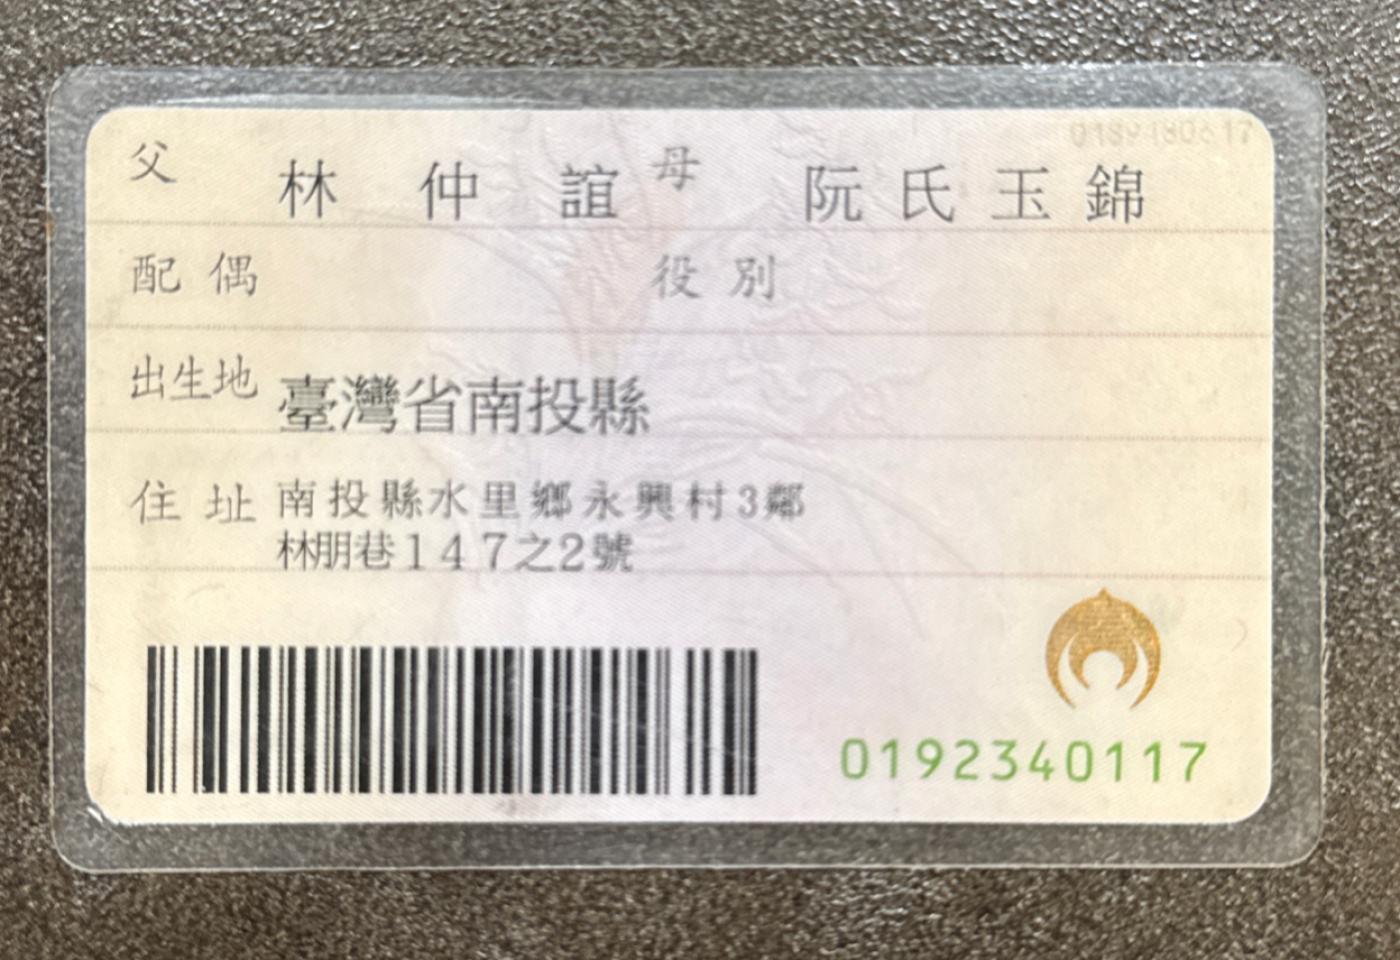 父 林仲誼 母 阮氏玉錦
配偶 役別
出生地 臺灣省南投縣
住址 南投縣水里鄉永興村3鄰
林朋巷147之2號
0192340117